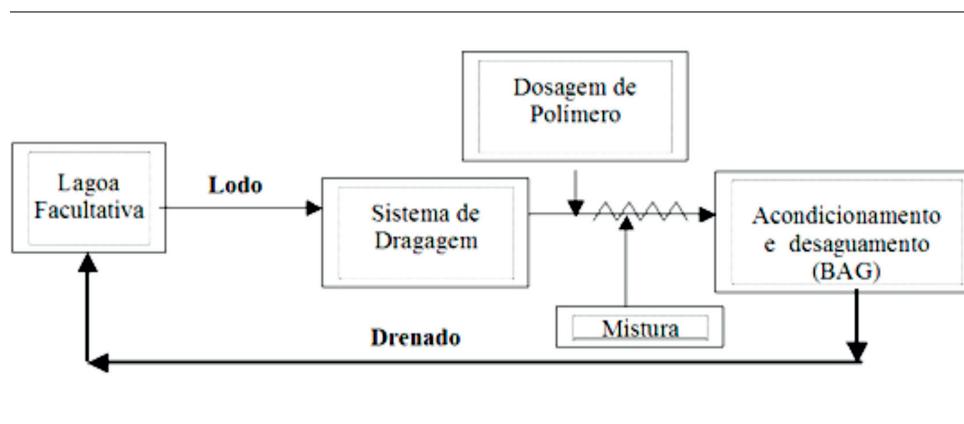 Dosagem de
Polímero
Lagoa
Facultativa
Lodo
Sistema de
Dragagem
Acondicionamento
e desaguamento
(BAG)
Mistura
Drenado